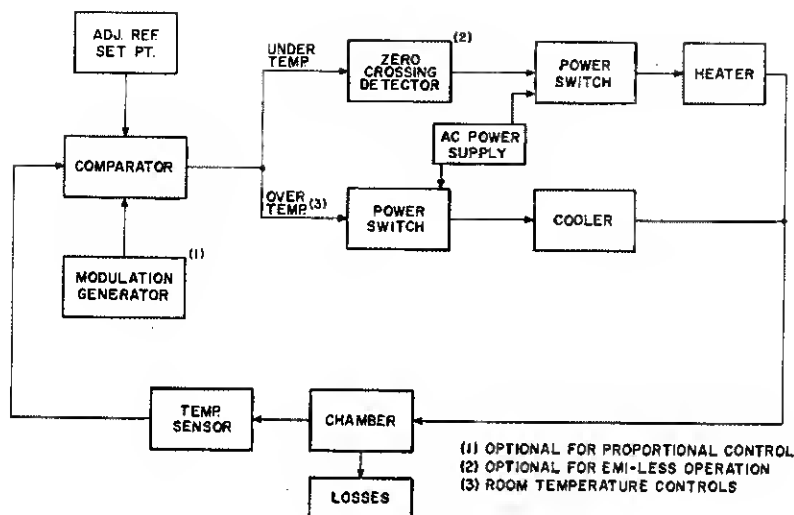 ADJ. REF.
SET PT.
UNDER
TEMP.
ZERO
CROSSING
DETECTOR
(2)
POWER
SWITCH
HEATER
COMPARATOR
AC POWER
SUPPLY
OVER
TEMP.
(3)
POWER
SWITCH
COOLER
MODULATION
GENERATOR
(1)
TEMP.
SENSOR
CHAMBER
LOSSES
(1) OPTIONAL FOR PROPORTIONAL CONTROL
(2) OPTIONAL FOR EMI-LESS OPERATION
(3) ROOM TEMPERATURE CONTROLS